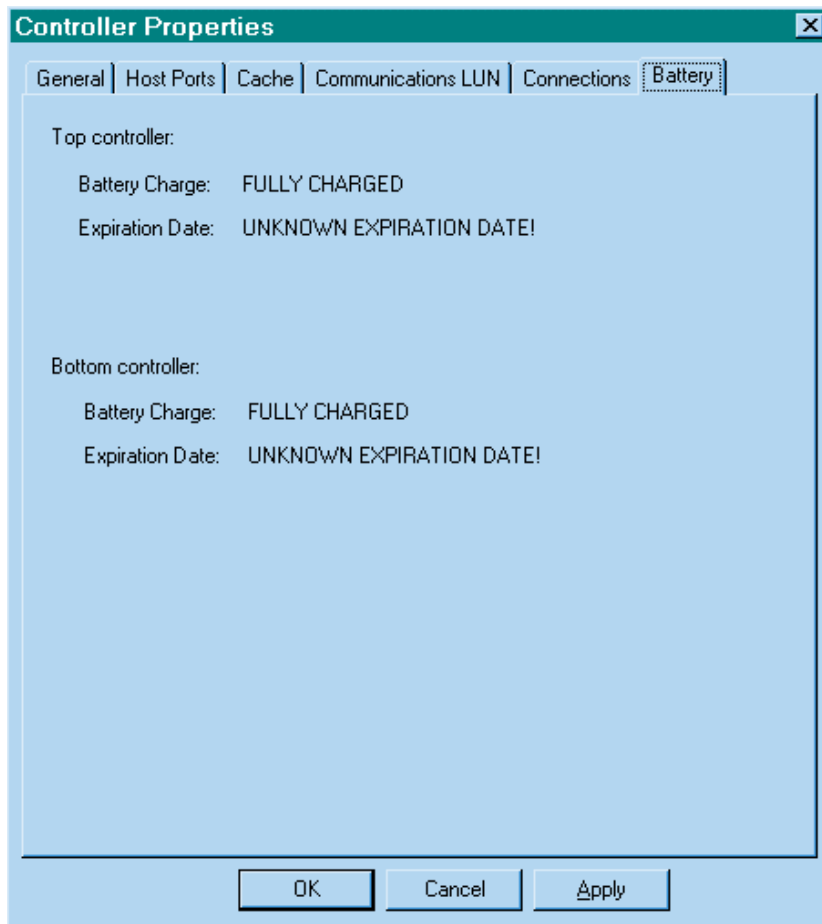 Controller Properties
General Host Ports Cache Communications LUN Connections Battery
Top controller:
Battery Charge: FULLY CHARGED
Expiration Date: UNKNOWN EXPIRATION DATE!
Bottom controller:
Battery Charge: FULLY CHARGED
Expiration Date: UNKNOWN EXPIRATION DATE!
OK Cancel Apply